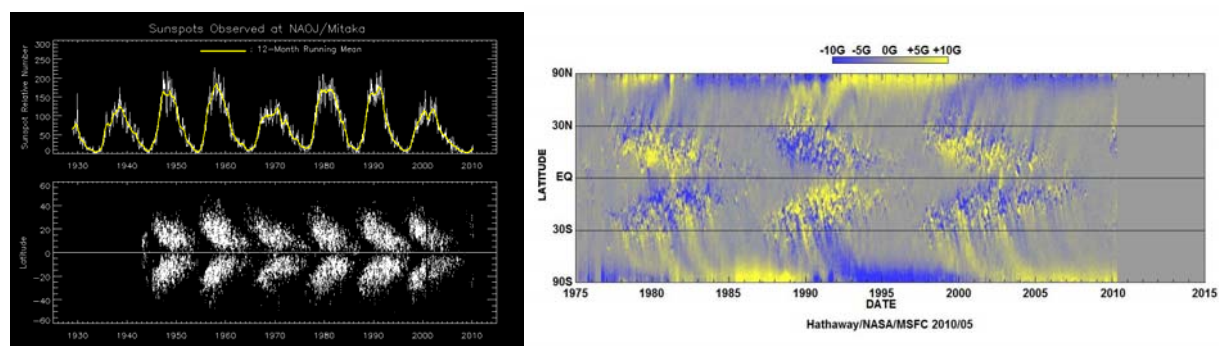 Sunspots Observed at NAOJ/Mitaka
: 12-Month Running Mean
Sunspot Relative Number
300
250
200
150
100
50
0
1930 1940 1950 1960 1970 1980 1990 2000 2010
Latitude
60
40
20
0
-20
-40
-60
1930 1940 1950 1960 1970 1980 1990 2000 2010
-10G -5G 0G +5G +10G
LATITUDE
90N
30N
EQ
30S
90S
1975 1980 1985 1990 1995 2000 2005 2010 2015
DATE
Hathaway/NASA/MSFC 2010/05